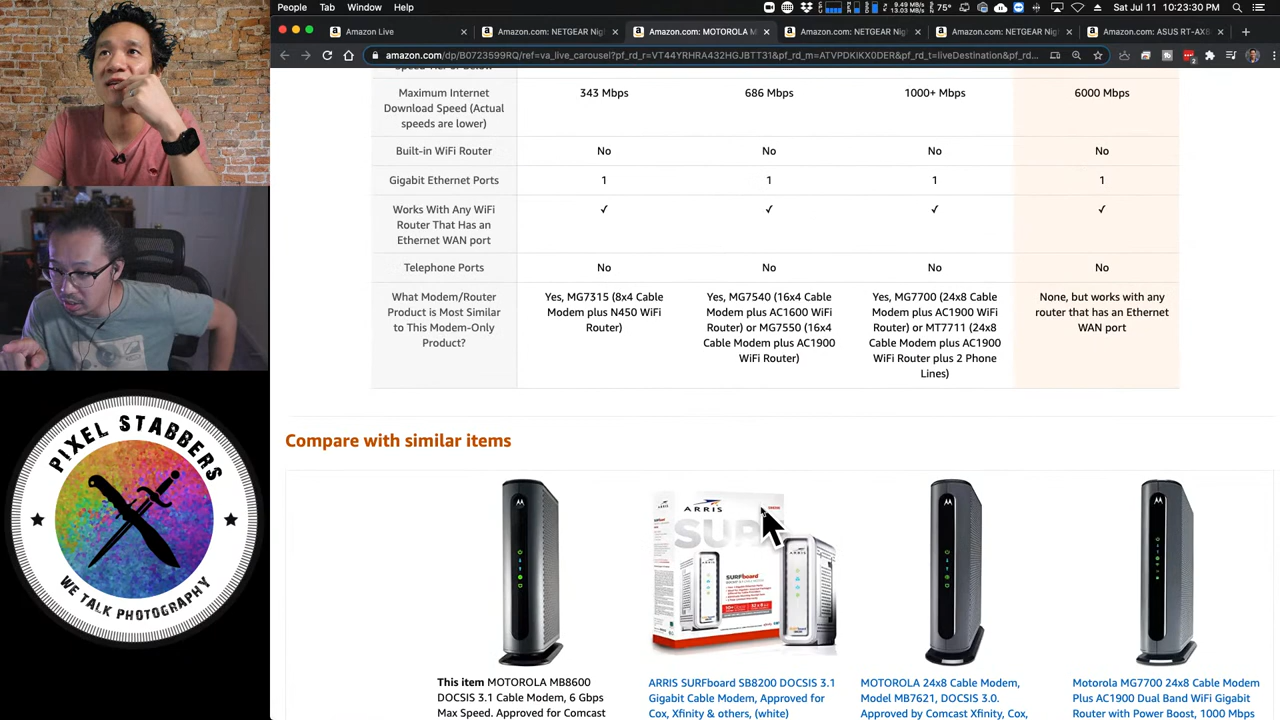 People Tab Window Help
9.49 MB/s
75°
Sat Jul 11 10:23:30 PM
Amazon Live
Amazon.com: NETGEAR Nig
Amazon.com: MOTOROLA M
Amazon.com: NETGEAR Nig
Amazon.com: NETGEAR Nig
Amazon.com: ASUS RT-AX8
amazon.com/dp/B0723599RQ/ref=va_live_carousel?pf_rd_r=VT44YRHRA432HGJBTT31&pf_rd_m=ATVPDKIKX0DER&pf_rd_t=liveDestination&pf_rd...
Maximum Internet
Download Speed (Actual
speeds are lower)
343 Mbps
686 Mbps
1000+ Mbps
6000 Mbps
Built-in WiFi Router
No
No
No
No
Gigabit Ethernet Ports
1
1
1
1
Works With Any WiFi
Router That Has an
Ethernet WAN port
✓
✓
✓
✓
Telephone Ports
No
No
No
No
What Modem/Router
Product is Most Similar
to This Modem-Only
Product?
Yes, MG7315 (8x4 Cable
Modem plus N450 WiFi
Router)
Yes, MG7540 (16x4 Cable
Modem plus AC1600 WiFi
Router) or MG7550 (16x4
Cable Modem plus AC1900
WiFi Router)
Yes, MG7700 (24x8 Cable
Modem plus AC1900 WiFi
Router) or MT7711 (24x8
Cable Modem plus AC1900
WiFi Router plus 2 Phone
Lines)
None, but works with any
router that has an Ethernet
WAN port
Compare with similar items
ARRIS
SURFboard
This item MOTOROLA MB8600
DOCSIS 3.1 Cable Modem, 6 Gbps
Max Speed. Approved for Comcast
ARRIS SURFboard SB8200 DOCSIS 3.1
Gigabit Cable Modem, Approved for
Cox, Xfinity & others, (white)
MOTOROLA 24x8 Cable Modem,
Model MB7621, DOCSIS 3.0.
Approved by Comcast Xfinity, Cox,
Motorola MG7700 24x8 Cable Modem
Plus AC1900 Dual Band WiFi Gigabit
Router with Power Boost, 1000 Mbps
PIXEL STABBERS
WE TALK PHOTOGRAPHY